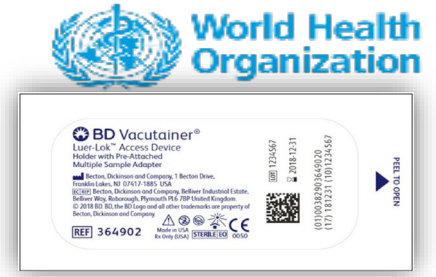 World Health
Organization
BD Vacutainer®
Luer-Lok™ Access Device
Holder with Pre-Attached
Multiple Sample Adapter
Becton, Dickinson and Company, 1 Becton Drive,
Franklin Lakes, NJ 07417-1885 USA
EC REP Becton, Dickinson and Company, Belliver Industrial Estate,
Belliver Way, Roborough, Plymouth PL6 7BP United Kingdom
© 2018 BD. BD, the BD Logo and all other trademarks are property of
Becton, Dickinson and Company
REF 364902
Made in USA
Rx Only (USA)
STERILE EO
CE
0050
LOT 1234567
2018-12-31
(01)00382903649020
(17) 181231 (10)1234567
PEEL TO OPEN